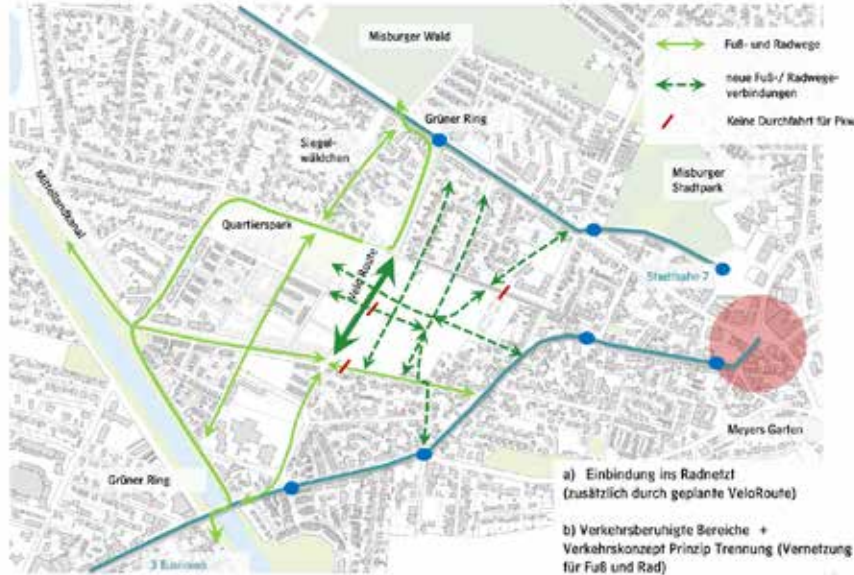 Misburger Wald
Fuß- und Radwege
neue Fuß-/ Radwege-
verbindungen
Keine Durchfahrt für Pkw
Grüner Ring
Siegel-
wäldchen
Misburger
Stadtpark
Mittellandkanal
Quartierspark
Velo Route
Stadtbahn 7
Meyers Garten
Grüner Ring
a) Einbindung ins Radnetzt
(zusätzlich durch geplante VeloRoute)
b) Verkehrsberuhigte Bereiche +
Verkehrskonzept Prinzip Trennung (Vernetzung
für Fuß und Rad)
3